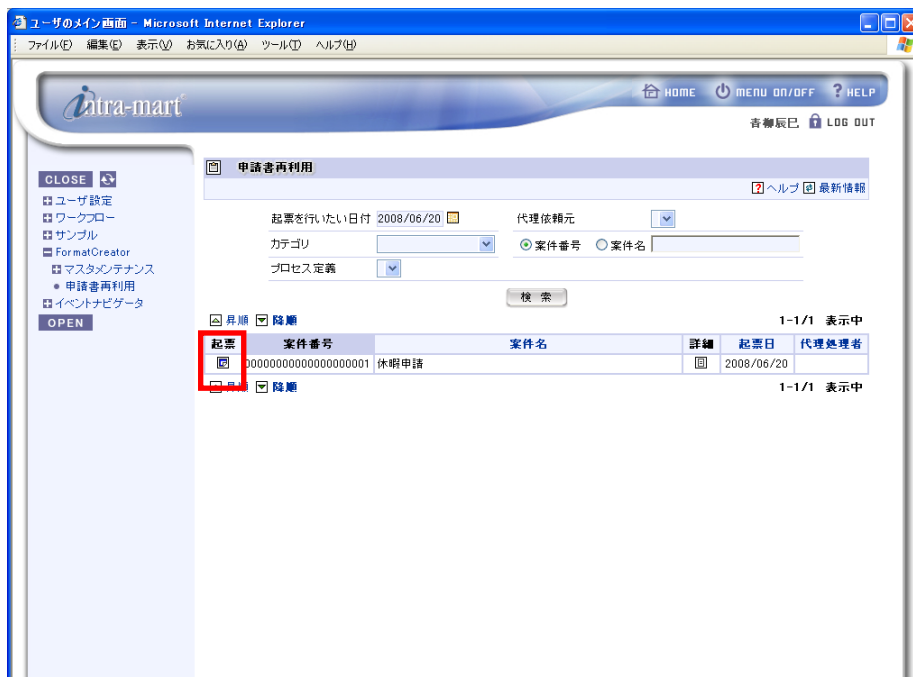 ユーザのメイン画面 - Microsoft Internet Explorer
ファイル(F) 編集(E) 表示(V) お気に入り(A) ツール(T) ヘルプ(H)
intra-mart
HOME MENU ON/OFF ? HELP
青柳辰巳 LOG OUT
CLOSE
ユーザ設定
ワークフロー
サンプル
FormatCreator
マスタメンテナンス
申請書再利用
イベントナビゲータ
OPEN
申請書再利用
ヘルプ 最新情報
起票を行いたい日付 2008/06/20 代理依頼元
カテゴリ 案件番号 案件名
プロセス定義
検 索
昇順 降順 1-1/1 表示中
起票 案件番号 案件名 詳細 起票日 代理処理者
00000000000000000001 休暇申請 2008/06/20
昇順 降順 1-1/1 表示中